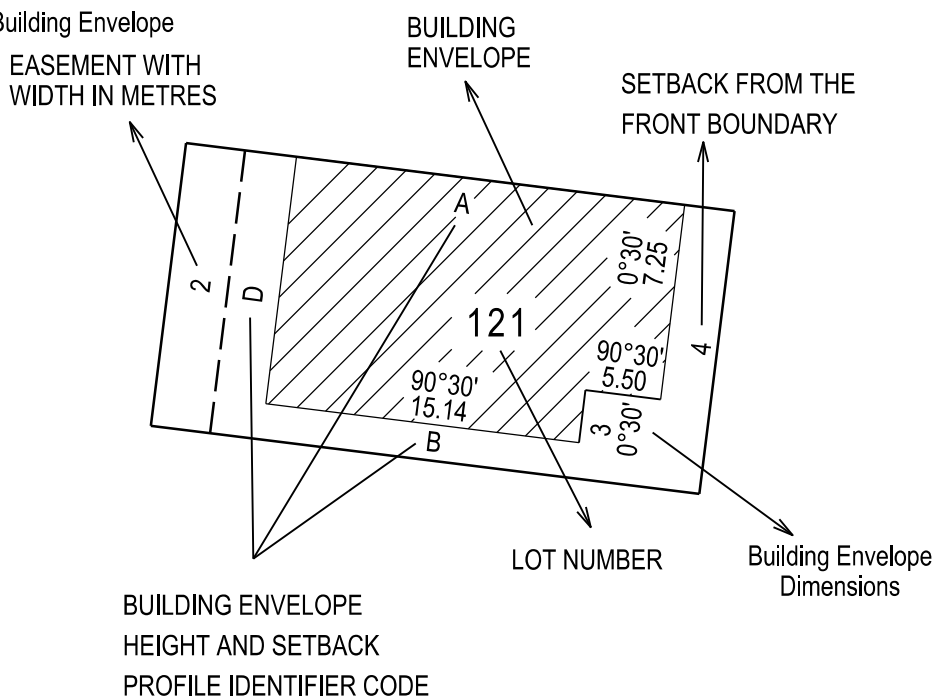 Building Envelope
EASEMENT WITH
WIDTH IN METRES
BUILDING
ENVELOPE
SETBACK FROM THE
FRONT BOUNDARY
A
0°30'
7.25
2
D
121
4
90°30'
5.50
90°30'
15.14
3
0°30'
B
LOT NUMBER
Building Envelope
Dimensions
BUILDING ENVELOPE
HEIGHT AND SETBACK
PROFILE IDENTIFIER CODE